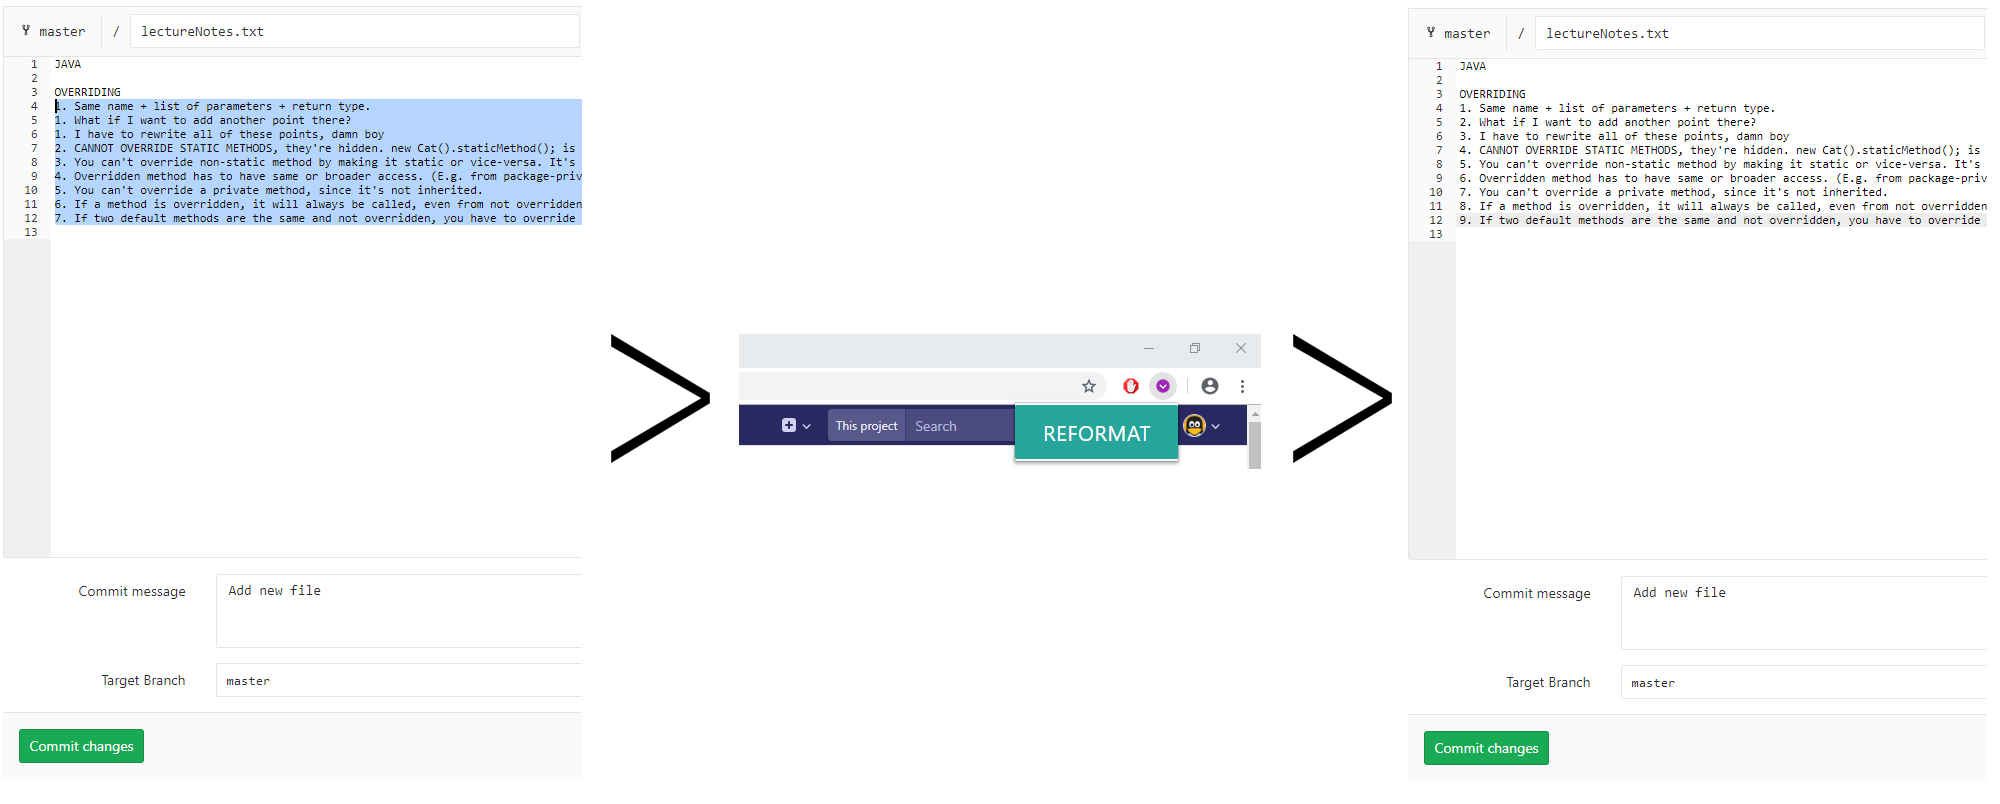 master / lectureNotes.txt
1 JAVA
2
3 OVERRIDING
4 1. Same name + list of parameters + return type.
5 1. What if I want to add another point there?
6 1. I have to rewrite all of these points, damn boy
7 2. CANNOT OVERRIDE STATIC METHODS, they're hidden. new Cat().staticMethod(); is
8 3. You can't override non-static method by making it static or vice-versa. It's
9 4. Overridden method has to have same or broader access. (E.g. from package-priv
10 5. You can't override a private method, since it's not inherited.
11 6. If a method is overridden, it will always be called, even from not overridden
12 7. If two default methods are the same and not overridden, you have to override
13
Commit message Add new file
Target Branch master
Commit changes
>
This project Search
REFORMAT
>
master / lectureNotes.txt
1 JAVA
2
3 OVERRIDING
4 1. Same name + list of parameters + return type.
5 2. What if I want to add another point there?
6 3. I have to rewrite all of these points, damn boy
7 4. CANNOT OVERRIDE STATIC METHODS, they're hidden. new Cat().staticMethod(); is
8 5. You can't override non-static method by making it static or vice-versa. It's
9 6. Overridden method has to have same or broader access. (E.g. from package-priv
10 7. You can't override a private method, since it's not inherited.
11 8. If a method is overridden, it will always be called, even from not overridden
12 9. If two default methods are the same and not overridden, you have to override
13
Commit message Add new file
Target Branch master
Commit changes